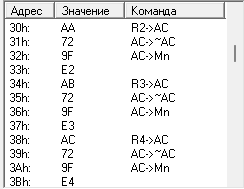 Адрес Значение Команда
30h: AA R2->AC
31h: 72 AC->~AC
32h: 9F AC->Mn
33h: E2
34h: AB R3->AC
35h: 72 AC->~AC
36h: 9F AC->Mn
37h: E3
38h: AC R4->AC
39h: 72 AC->~AC
3Ah: 9F AC->Mn
3Bh: E4